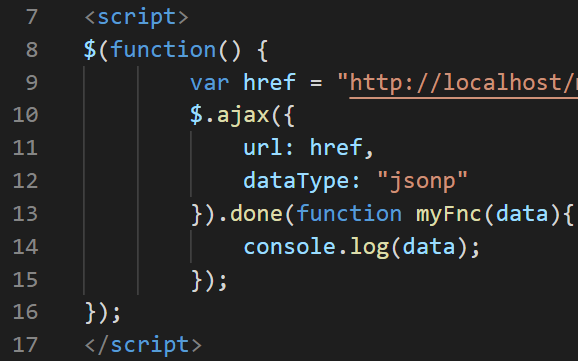 7 <script>
8 $(function() {
9 var href = "http://localhost/
10 $.ajax({
11 url: href,
12 dataType: "jsonp"
13 }).done(function myFnc(data){
14 console.log(data);
15 });
16 });
17 </script>